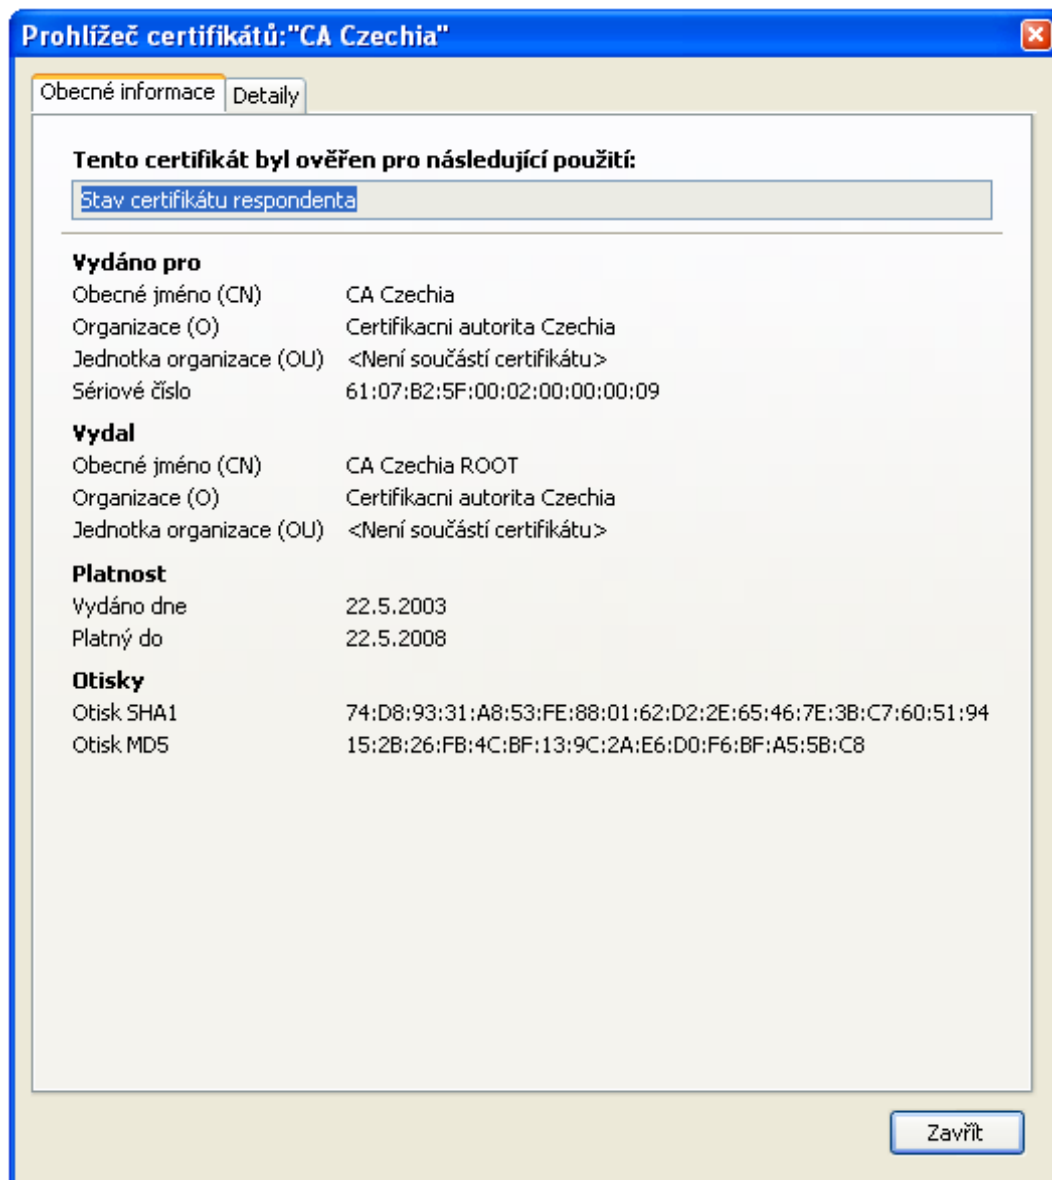 Prohlížeč certifikátů:"CA Czechia"
Obecné informace Detaily
Tento certifikát byl ověřen pro následující použití:
Stav certifikátu respondenta
Vydáno pro
Obecné jméno (CN) CA Czechia
Organizace (O) Certifikacni autorita Czechia
Jednotka organizace (OU) <Není součástí certifikátu>
Sériové číslo 61:07:B2:5F:00:02:00:00:00:09
Vydal
Obecné jméno (CN) CA Czechia ROOT
Organizace (O) Certifikacni autorita Czechia
Jednotka organizace (OU) <Není součástí certifikátu>
Platnost
Vydáno dne 22.5.2003
Platný do 22.5.2008
Otisky
Otisk SHA1 74:D8:93:31:A8:53:FE:88:01:62:D2:2E:65:46:7E:3B:C7:60:51:94
Otisk MD5 15:2B:26:FB:4C:BF:13:9C:2A:E6:D0:F6:BF:A5:5B:C8
Zavřít